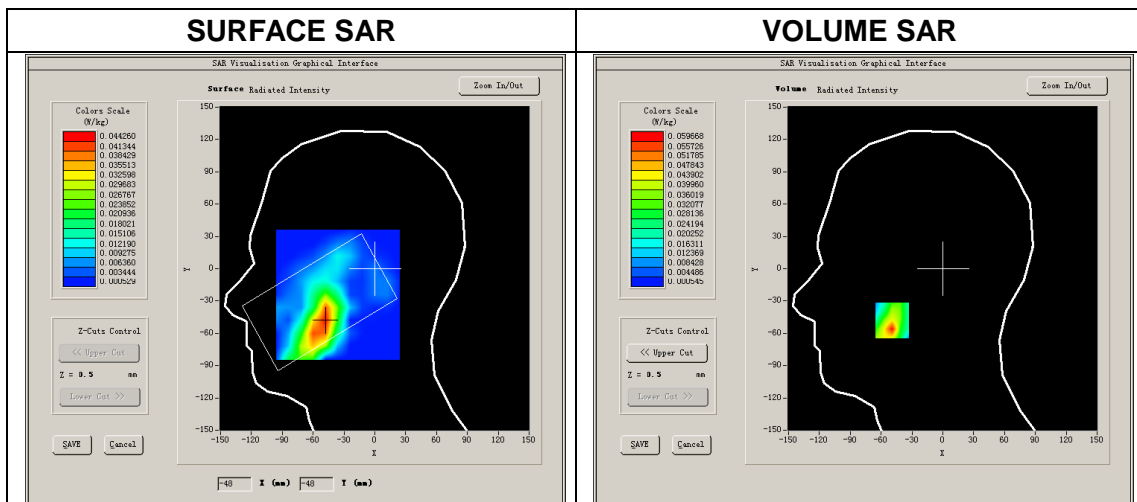 SURFACE SAR
VOLUME SAR
SAR Visualisation Graphical Interface
Surface Radiated Intensity
Zoom In/Out
Colors Scale
(W/kg)
0.044260
0.041344
0.038429
0.035513
0.032598
0.029683
0.026767
0.023852
0.020936
0.018021
0.015106
0.012190
0.009275
0.006360
0.003444
0.000529
150
120
90
60
30
0
-30
-60
-90
-120
-150
Y
-150 -120 -90 -60 -30 0 30 60 90 120 150
X
Z-Cuts Control
<< Upper Cut
Z = 0.5 mm
Lower Cut >>
SAVE Cancel
-48 X (mm) -48 Y (mm)
SAR Visualisation Graphical Interface
Volume Radiated Intensity
Zoom In/Out
Colors Scale
(W/kg)
0.059668
0.055726
0.051785
0.047843
0.043902
0.039960
0.036019
0.032077
0.028136
0.024194
0.020252
0.016311
0.012369
0.008428
0.004486
0.000545
150
120
90
60
30
0
-30
-60
-90
-120
-150
Y
-150 -120 -90 -60 -30 0 30 60 90 120 150
X
Z-Cuts Control
<< Upper Cut
Z = 0.5 mm
Lower Cut >>
SAVE Cancel